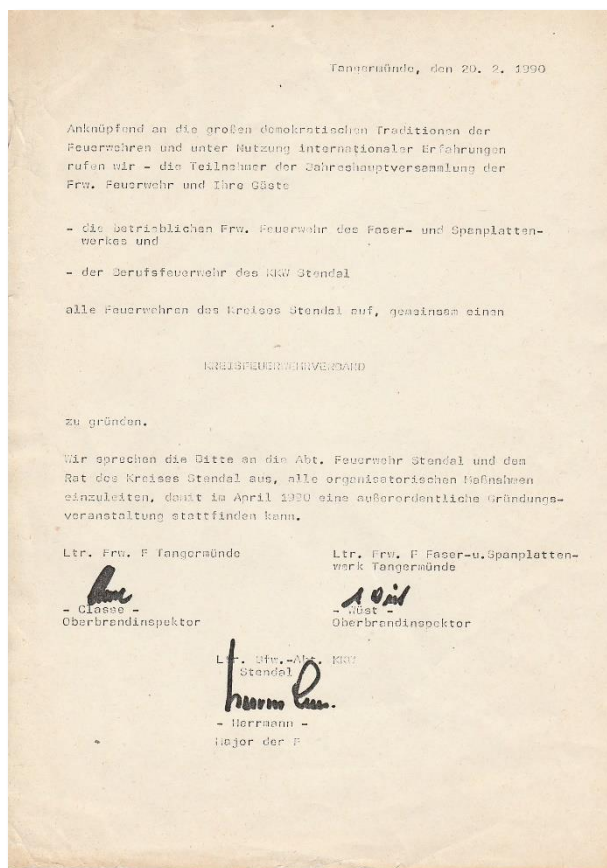 Tangermünde, den 20. 2. 1990
Anknüpfend an die großen demokratischen Traditionen der
Feuerwehren und unter Nutzung internationaler Erfahrungen
rufen wir - die Teilnehmer der Jahreshauptversammlung der
Frw. Feuerwehr und Ihre Gäste
- die betrieblichen Frw. Feuerwehr des Faser- und Spanplatten-
werkes und
- der Berufsfeuerwehr des KKW Stendal
alle Feuerwehren des Kreises Stendal auf, gemeinsam einen
KREISFEUERWEHRVERBAND
zu gründen.
Wir sprechen die Bitte an die Abt. Feuerwehr Stendal und dem
Rat des Kreises Stendal aus, alle organisatorischen Maßnahmen
einzuleiten, damit im April 1990 eine außerordentliche Gründungs-
veranstaltung stattfinden kann.
Ltr. Frw. F Tangermünde
- Classe -
Oberbrandinspektor
Ltr. Frw. F Faser-u.Spanplatten-
werk Tangermünde
- Wüst -
Oberbrandinspektor
Ltr. Bfw.-Abt. KKW
Stendal
- Herrmann -
Major der F